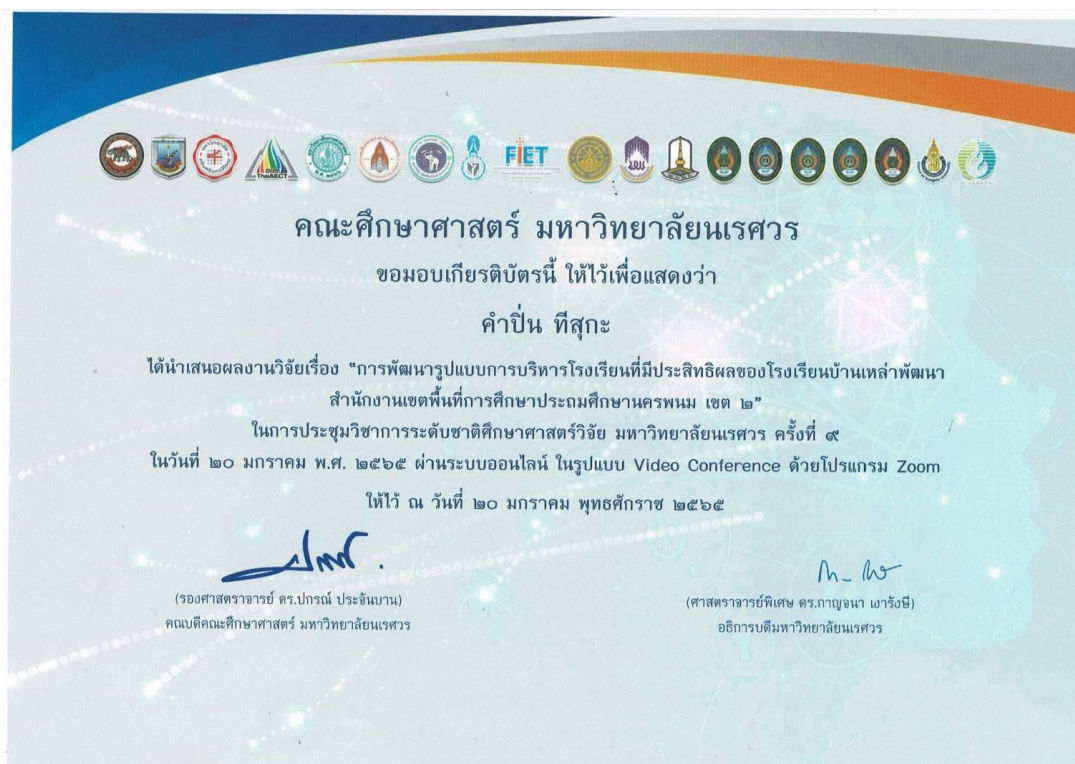 ThaiAECT
FIET
คณะศึกษาศาสตร์ มหาวิทยาลัยนเรศวร
ขอมอบเกียรติบัตรนี้ ให้ไว้เพื่อแสดงว่า
คำปิ่น ทีสุกะ
ได้นำเสนอผลงานวิจัยเรื่อง "การพัฒนารูปแบบการบริหารโรงเรียนที่มีประสิทธิผลของโรงเรียนบ้านเหล่าพัฒนา
สำนักงานเขตพื้นที่การศึกษาประถมศึกษานครพนม เขต ๒"
ในการประชุมวิชาการระดับชาติศึกษาศาสตร์วิจัย มหาวิทยาลัยนเรศวร ครั้งที่ ๙
ในวันที่ ๒๐ มกราคม พ.ศ. ๒๕๖๕ ผ่านระบบออนไลน์ ในรูปแบบ Video Conference ด้วยโปรแกรม Zoom
ให้ไว้ ณ วันที่ ๒๐ มกราคม พุทธศักราช ๒๕๖๕
(รองศาสตราจารย์ ดร.ปกรณ์ ประจันบาน)
คณบดีคณะศึกษาศาสตร์ มหาวิทยาลัยนเรศวร
(ศาสตราจารย์พิเศษ ดร.กาญจนา เงารังษี)
อธิการบดีมหาวิทยาลัยนเรศวร